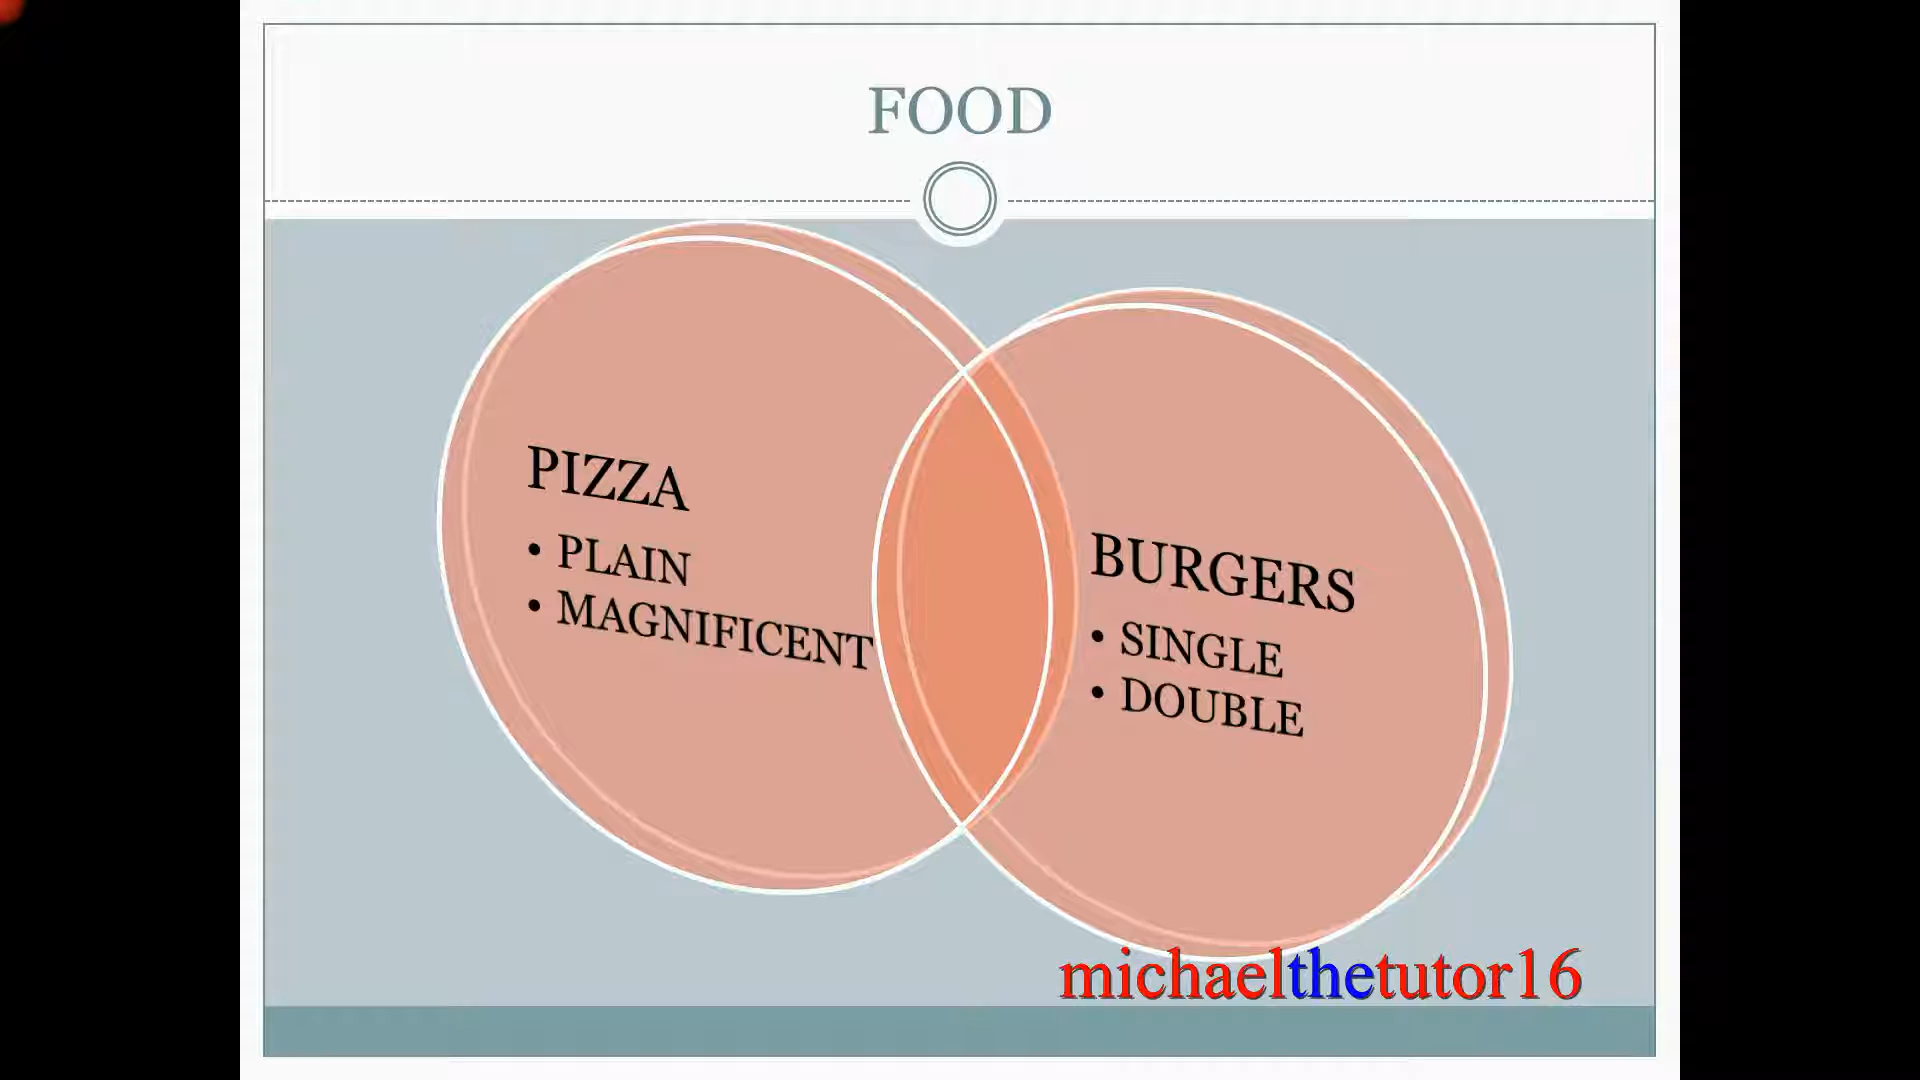 FOOD
PIZZA
• PLAIN
• MAGNIFICENT
BURGERS
• SINGLE
• DOUBLE
michaelthetutor16